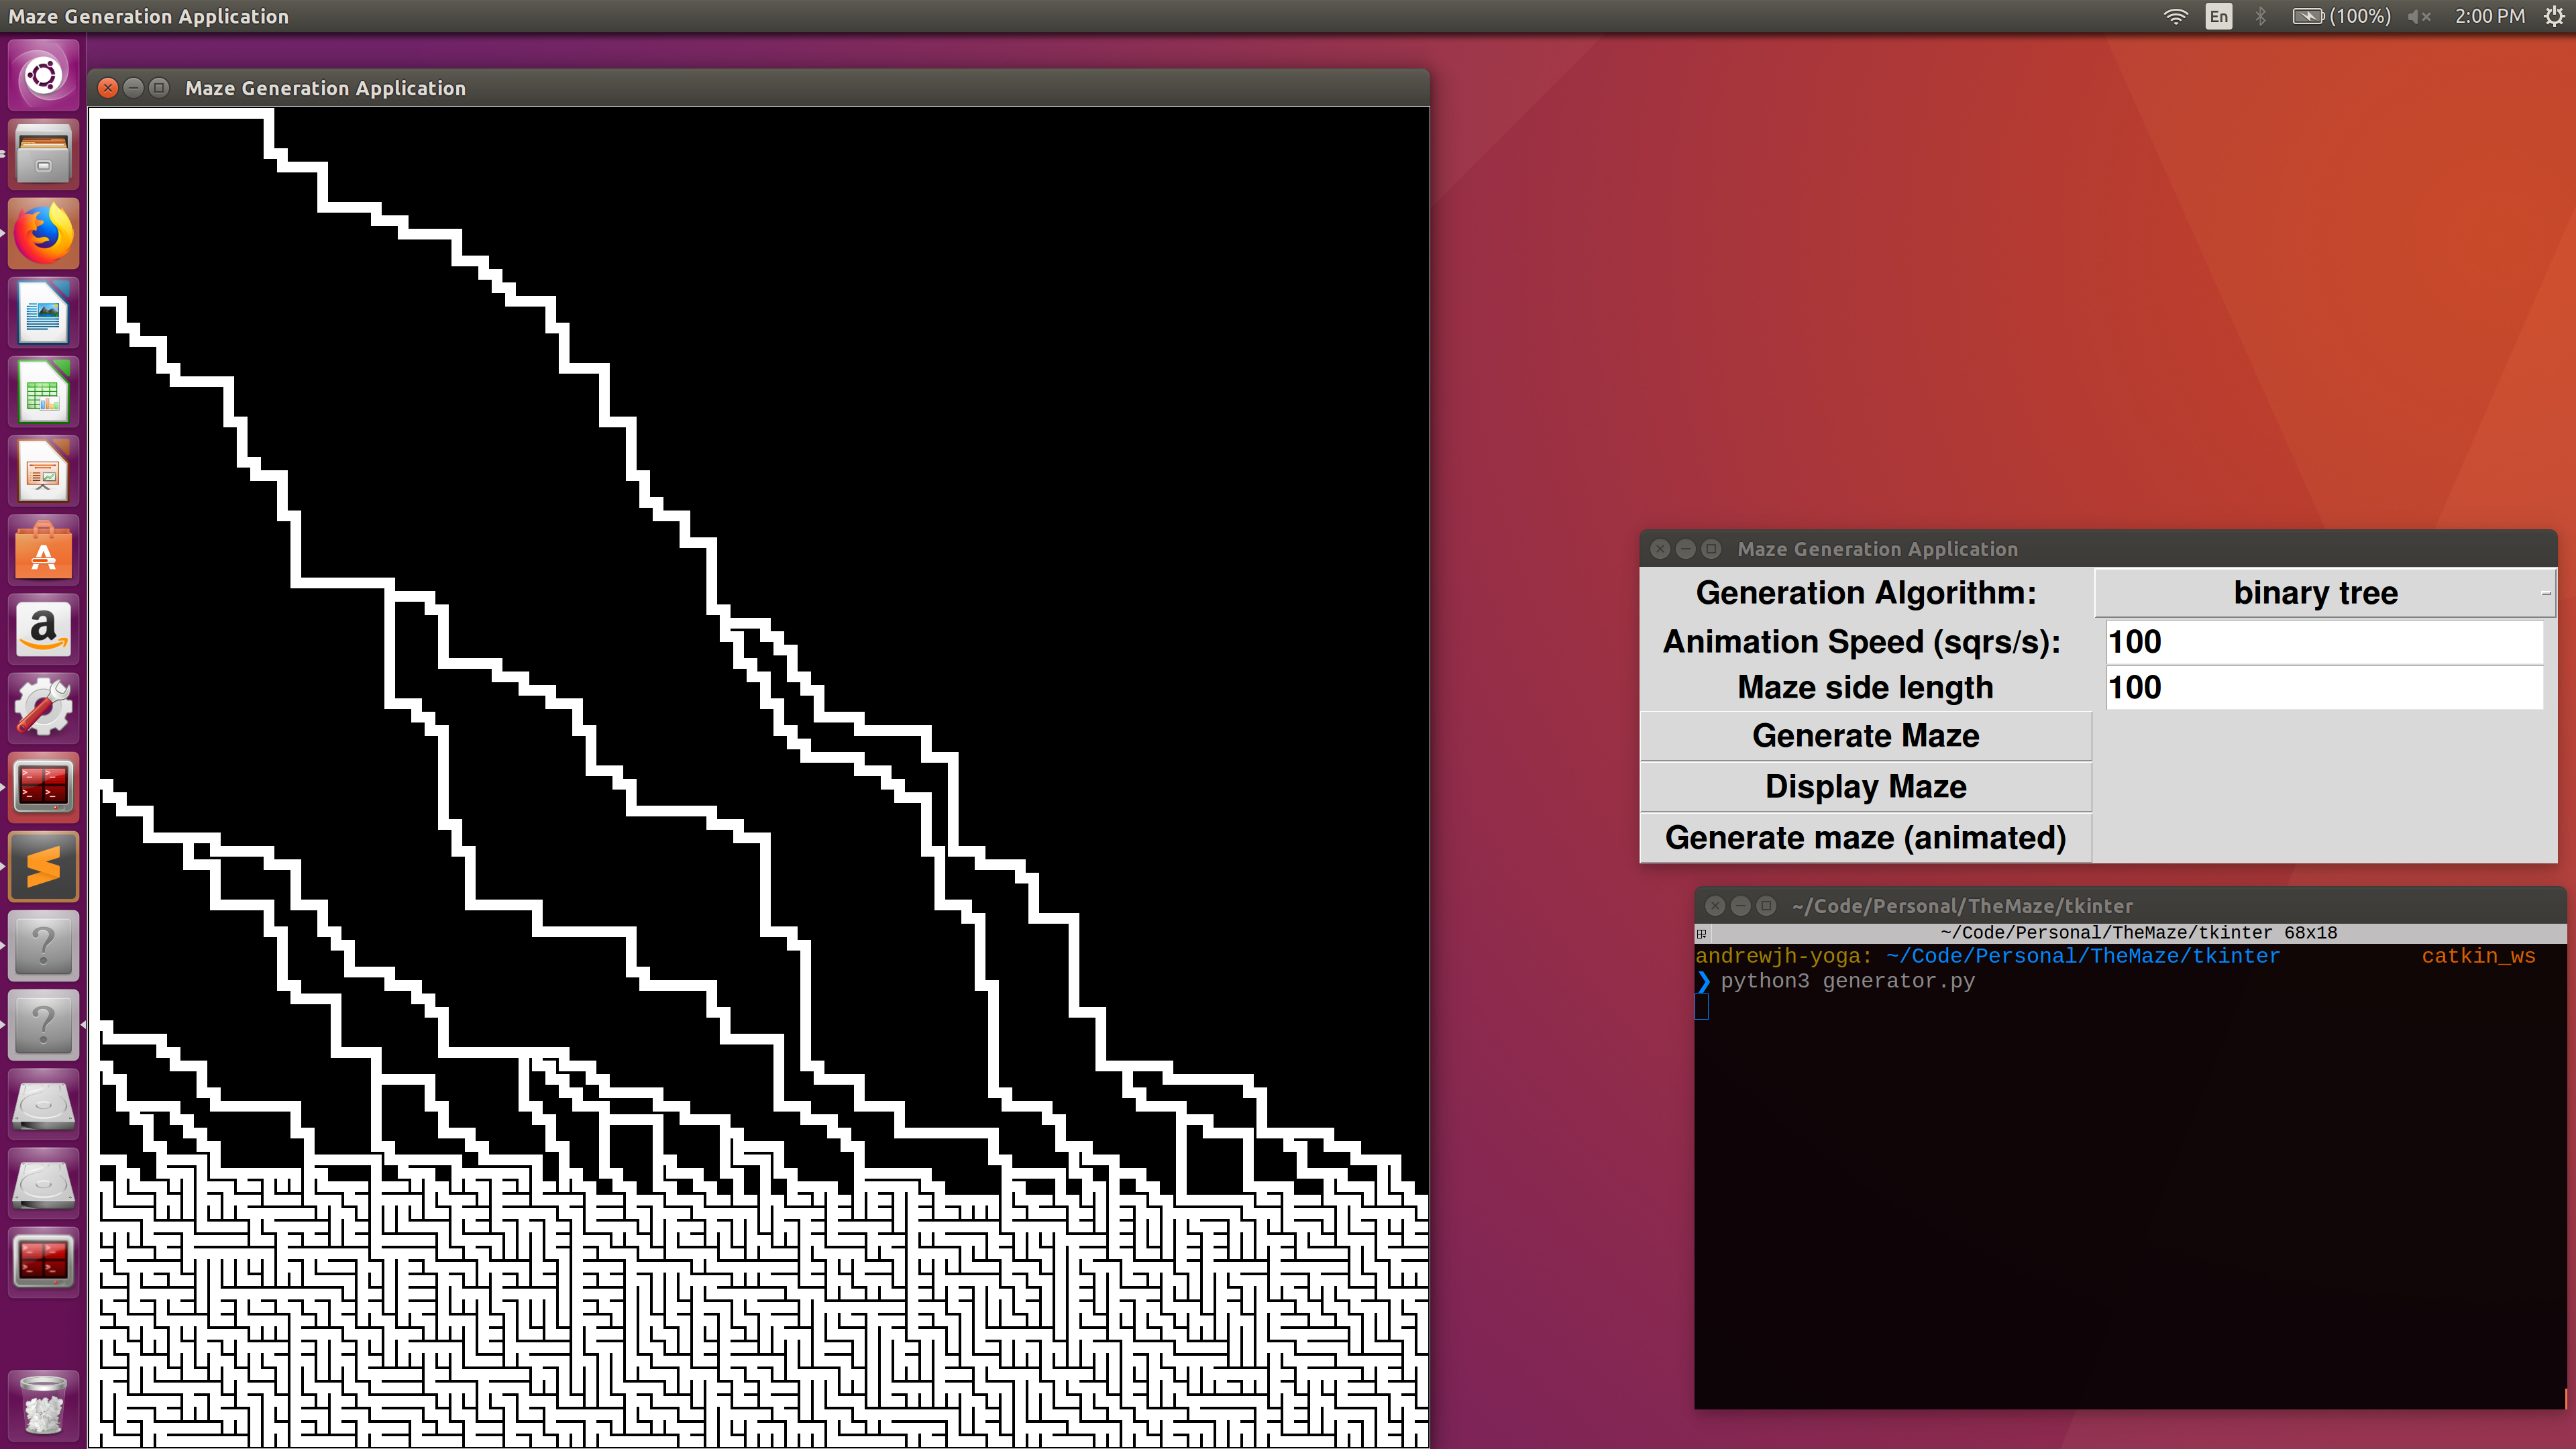 Maze Generation Application
En
(100%)
2:00 PM
Maze Generation Application
Maze Generation Application
Generation Algorithm:
binary tree
Animation Speed (sqrs/s):
100
Maze side length
100
Generate Maze
Display Maze
Generate maze (animated)
~/Code/Personal/TheMaze/tkinter
~/Code/Personal/TheMaze/tkinter 68x18
andrewjh-yoga: ~/Code/Personal/TheMaze/tkinter catkin_ws
❯ python3 generator.py